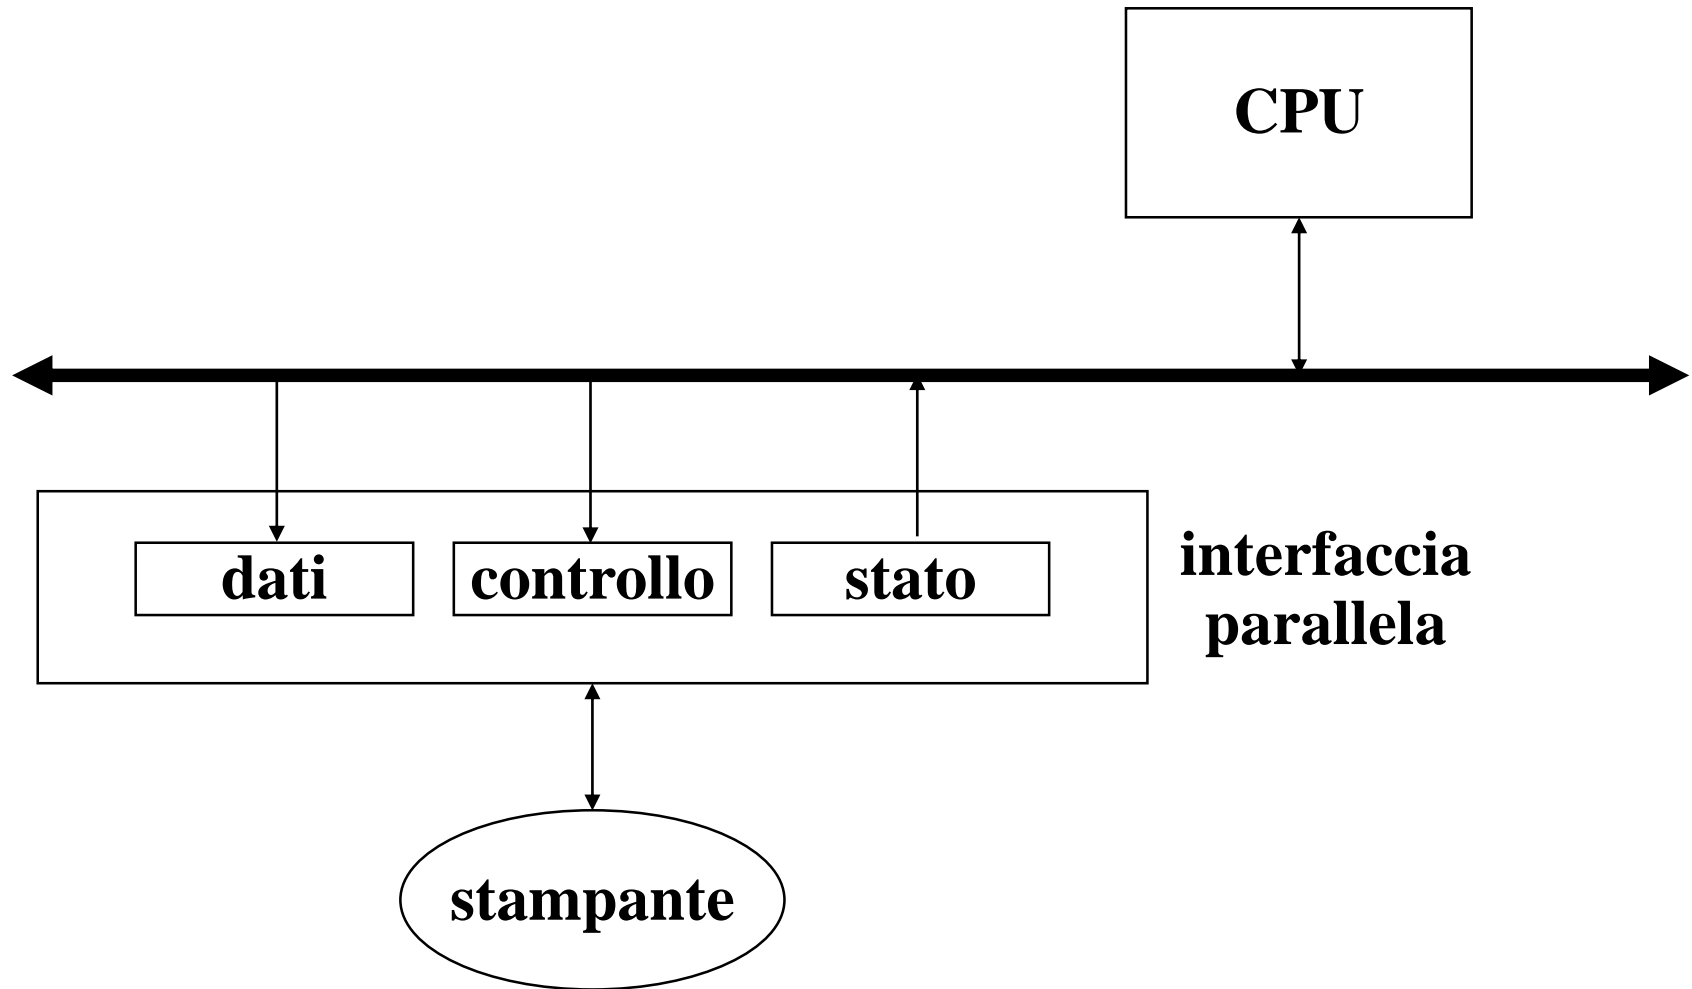 CPU
dati
controllo
stato
interfaccia
parallela
stampante